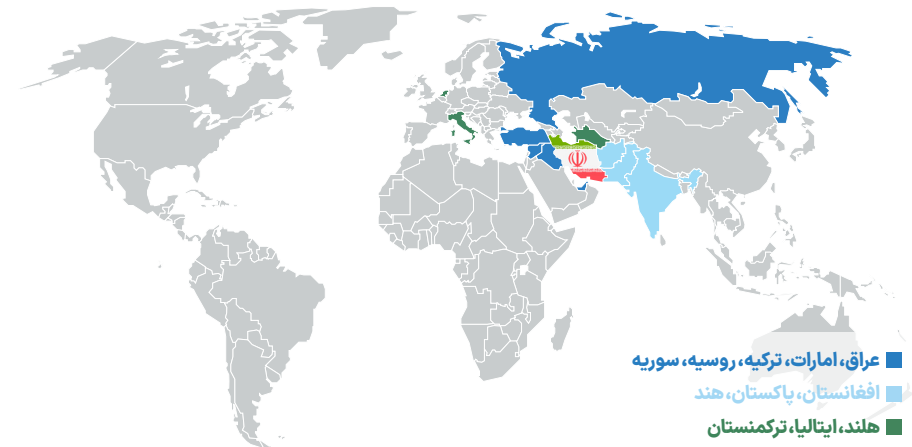 عراق، امارات، ترکیه، روسیه، سوریه
افغانستان، پاکستان، هند
هلند، ایتالیا، ترکمنستان